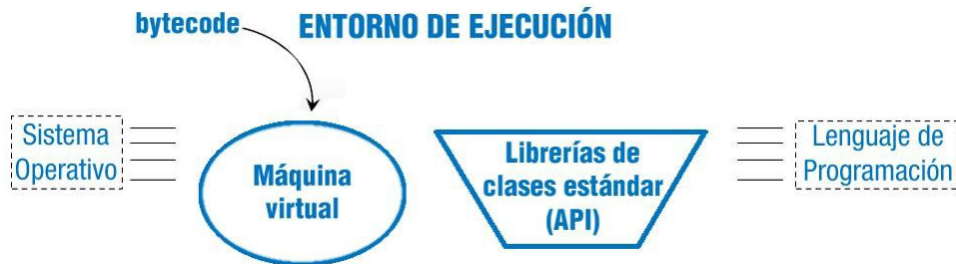 bytecode
ENTORNO DE EJECUCIÓN
Sistema
Operativo
Máquina
virtual
Librerías de
clases estándar
(API)
Lenguaje de
Programación